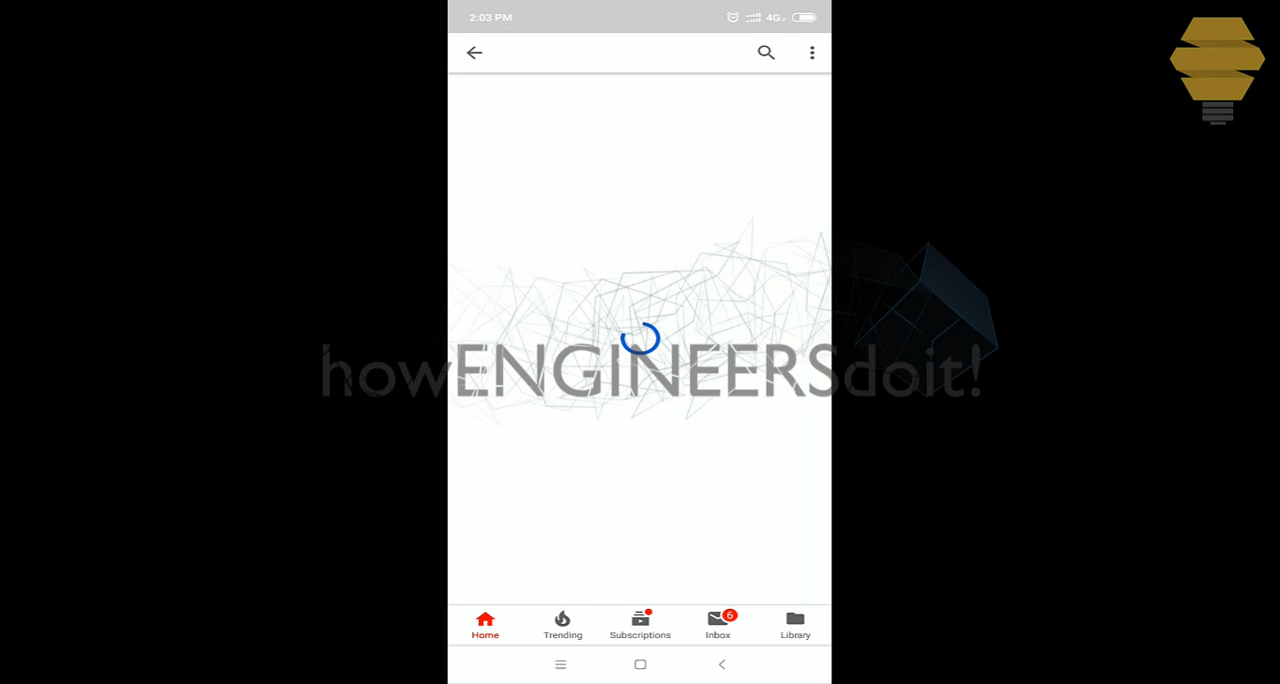 2:03 PM
4G
howENGINEERSdoit!
6
Home
Trending
Subscriptions
Inbox
Library